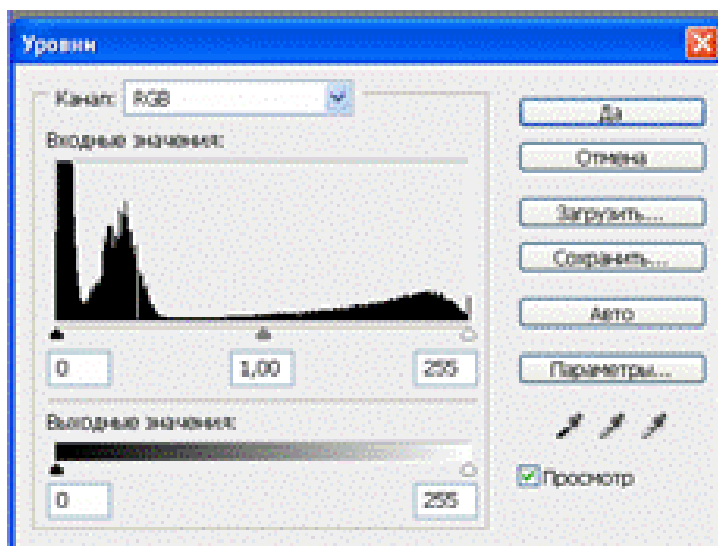 Уровни
Канал: RGB
Входные значения:
0 1,00 255
Выходные значения:
0 255
Да
Отмена
Загрузить...
Сохранить...
Авто
Параметры...
Просмотр